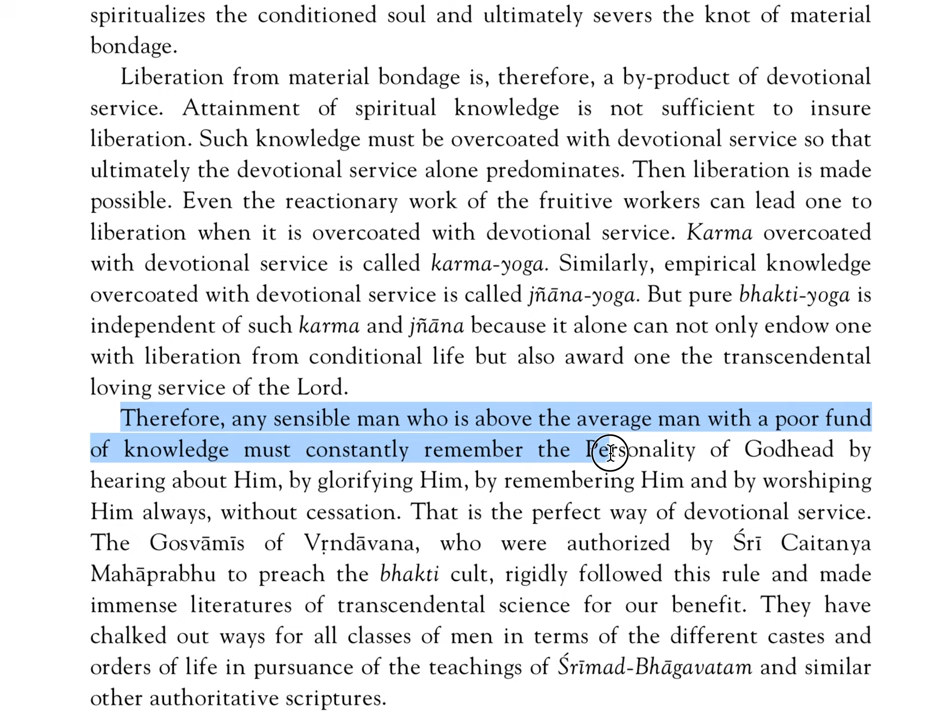 spiritualizes the conditioned soul and ultimately severs the knot of material
bondage.
Liberation from material bondage is, therefore, a by-product of devotional
service. Attainment of spiritual knowledge is not sufficient to insure
liberation. Such knowledge must be overcoated with devotional service so that
ultimately the devotional service alone predominates. Then liberation is made
possible. Even the reactionary work of the fruitive workers can lead one to
liberation when it is overcoated with devotional service. Karma overcoated
with devotional service is called karma-yoga. Similarly, empirical knowledge
overcoated with devotional service is called jñāna-yoga. But pure bhakti-yoga is
independent of such karma and jñāna because it alone can not only endow one
with liberation from conditional life but also award one the transcendental
loving service of the Lord.
Therefore, any sensible man who is above the average man with a poor fund
of knowledge must constantly remember the Personality of Godhead by
hearing about Him, by glorifying Him, by remembering Him and by worshiping
Him always, without cessation. That is the perfect way of devotional service.
The Gosvāmīs of Vṛndāvana, who were authorized by Śrī Caitanya
Mahāprabhu to preach the bhakti cult, rigidly followed this rule and made
immense literatures of transcendental science for our benefit. They have
chalked out ways for all classes of men in terms of the different castes and
orders of life in pursuance of the teachings of Śrīmad-Bhāgavatam and similar
other authoritative scriptures.